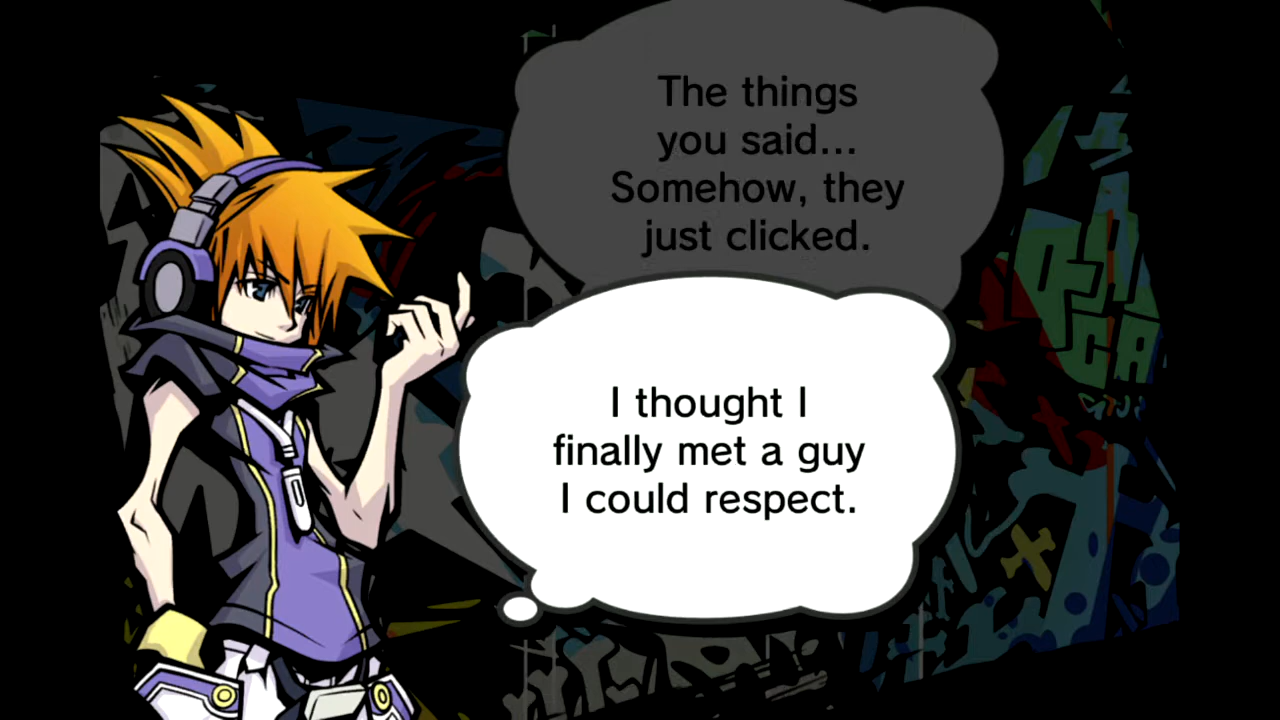 The things
you said...
Somehow, they
just clicked.
I thought I
finally met a guy
I could respect.